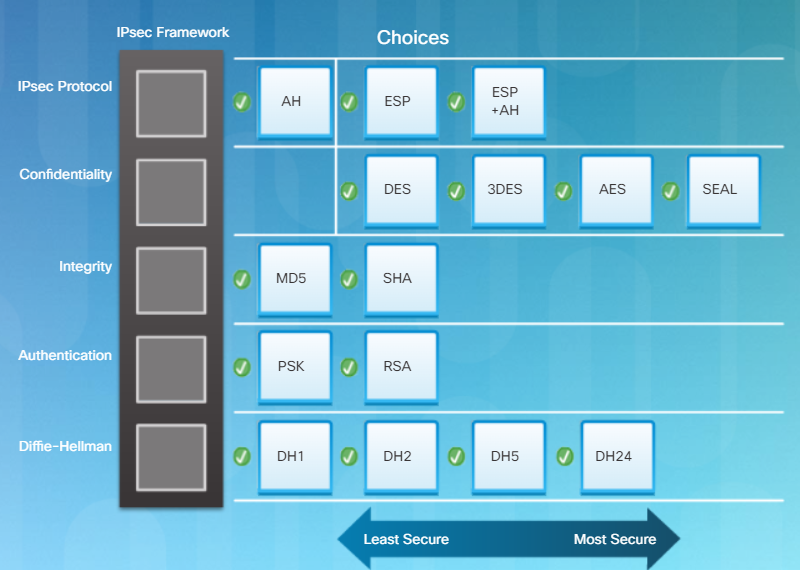 IPsec Framework
Choices
IPsec Protocol
AH
ESP
ESP
+AH
Confidentiality
DES
3DES
AES
SEAL
Integrity
MD5
SHA
Authentication
PSK
RSA
Diffie-Hellman
DH1
DH2
DH5
DH24
Least Secure
Most Secure